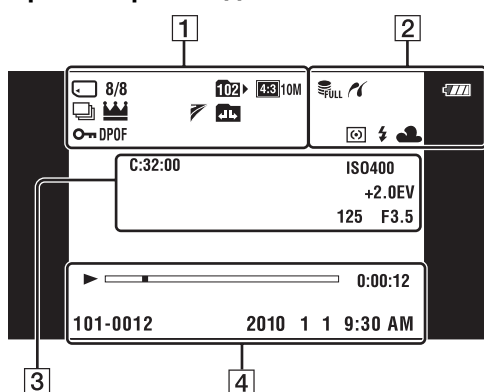 1 2
8/8 102 4:3 10M FULL
DPOF
C:32:00 ISO400
+2.0EV
125 F3.5
0:00:12
101-0012 2010 1 1 9:30 AM
3 4